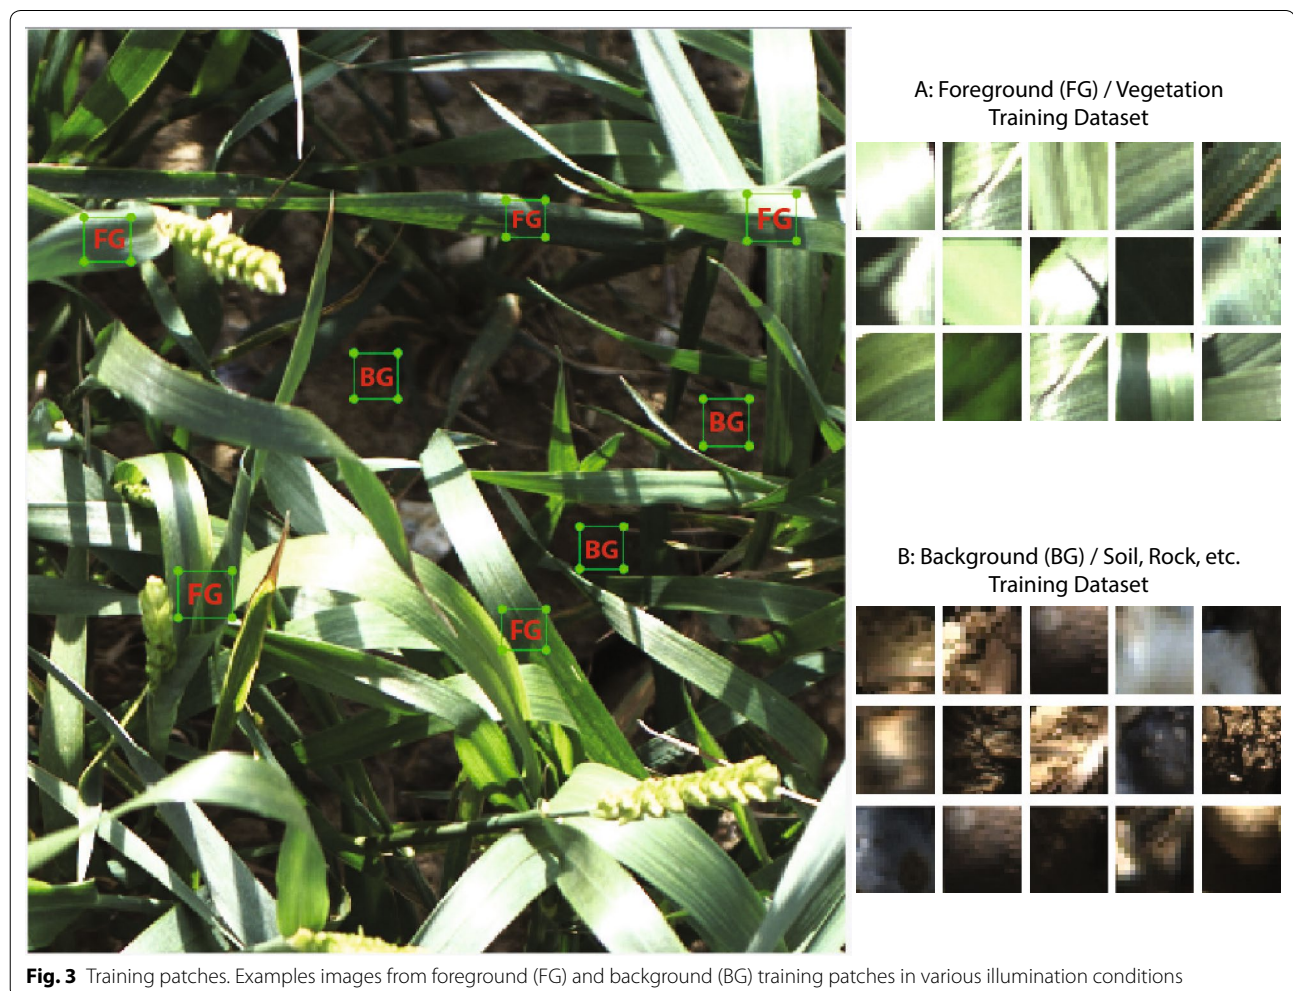 A: Foreground (FG) / Vegetation
Training Dataset
FG
FG
FG
BG
BG
BG
FG
FG
B: Background (BG) / Soil, Rock, etc.
Training Dataset
Fig. 3 Training patches. Examples images from foreground (FG) and background (BG) training patches in various illumination conditions